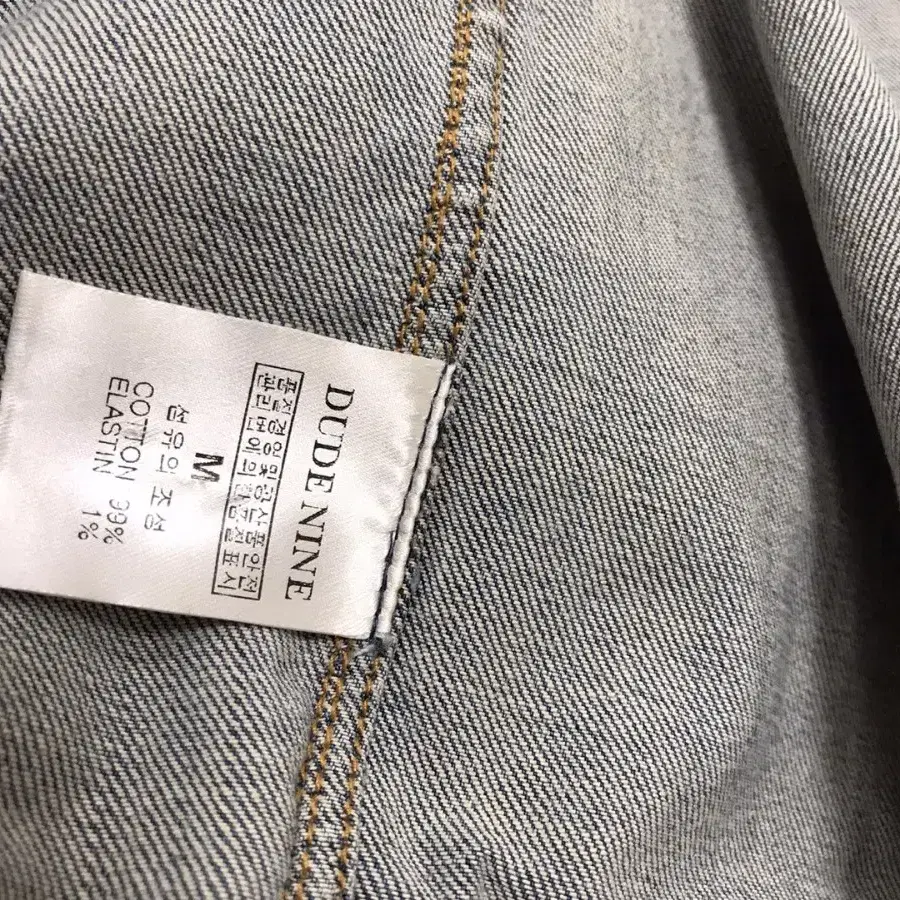 DUDE NINE
품질경영및공산품안전
관리법에의한품질표시
M
섬유의 조성
COTTON 99%
ELASTIN 1%